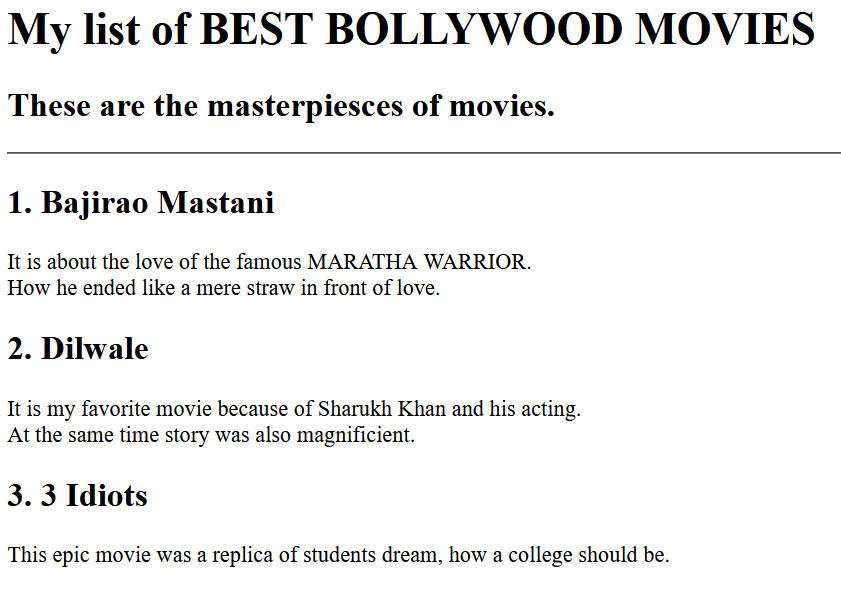 My list of BEST BOLLYWOOD MOVIES
These are the masterpiesces of movies.
1. Bajirao Mastani
It is about the love of the famous MARATHA WARRIOR.
How he ended like a mere straw in front of love.
2. Dilwale
It is my favorite movie because of Sharukh Khan and his acting.
At the same time story was also magnificient.
3. 3 Idiots
This epic movie was a replica of students dream, how a college should be.